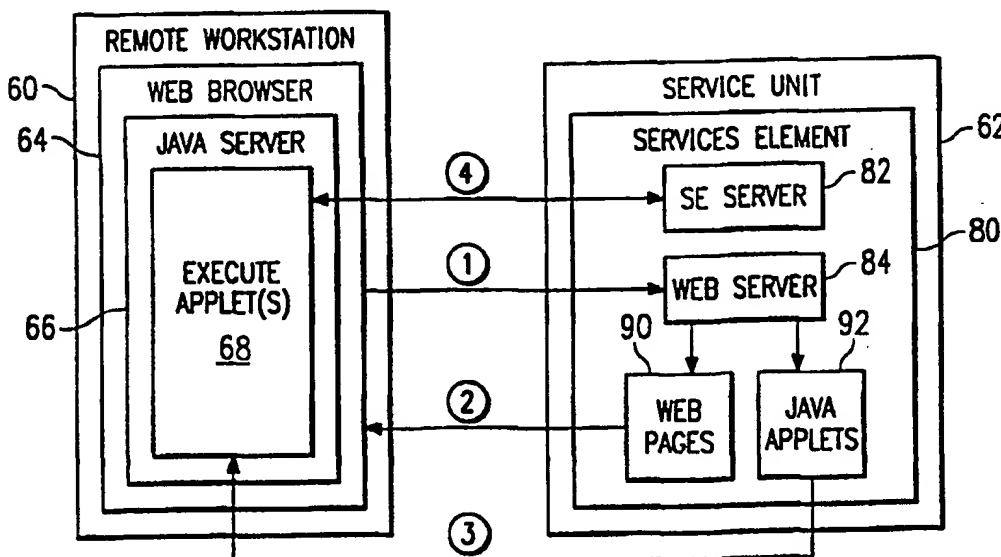 REMOTE WORKSTATION
60
WEB BROWSER
64
JAVA SERVER
EXECUTE
APPLET(S)
68
66
4
1
2
3
SERVICE UNIT
62
SERVICES ELEMENT
80
SE SERVER
82
WEB SERVER
84
90
WEB
PAGES
92
JAVA
APPLETS